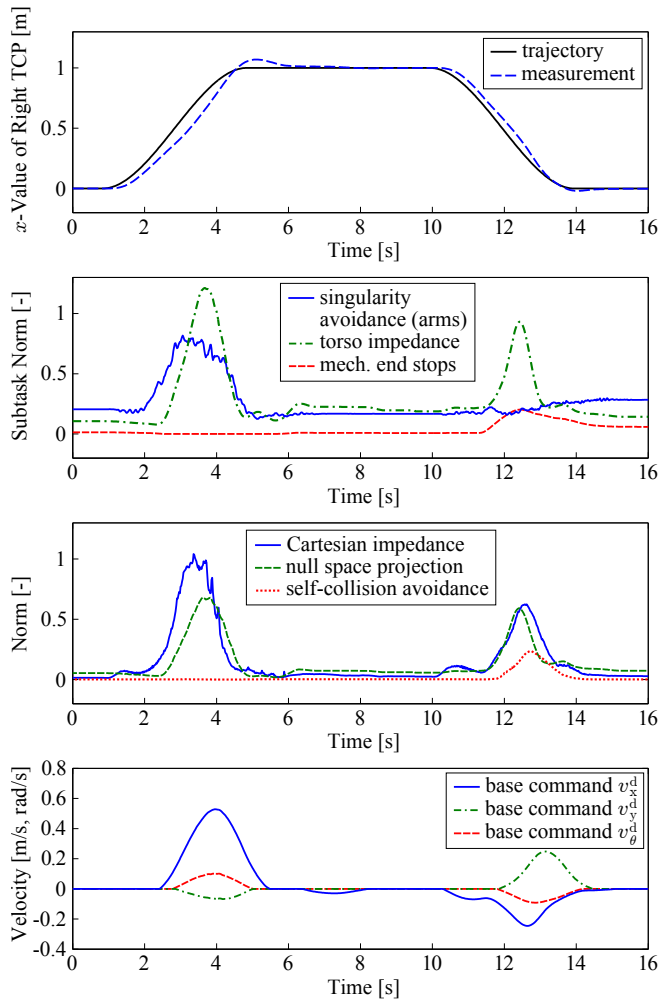 x-Value of Right TCP [m]
1
0.5
0
trajectory
measurement
0 2 4 6 8 10 12 14 16
Time [s]
Subtask Norm [-]
1
0.5
0
singularity
avoidance (arms)
torso impedance
mech. end stops
0 2 4 6 8 10 12 14 16
Time [s]
Norm [-]
1
0.5
0
Cartesian impedance
null space projection
self-collision avoidance
0 2 4 6 8 10 12 14 16
Time [s]
Velocity [m/s, rad/s]
0.8
0.6
0.4
0.2
0
-0.2
-0.4
base command v_x^d
base command v_y^d
base command v_θ^d
0 2 4 6 8 10 12 14 16
Time [s]